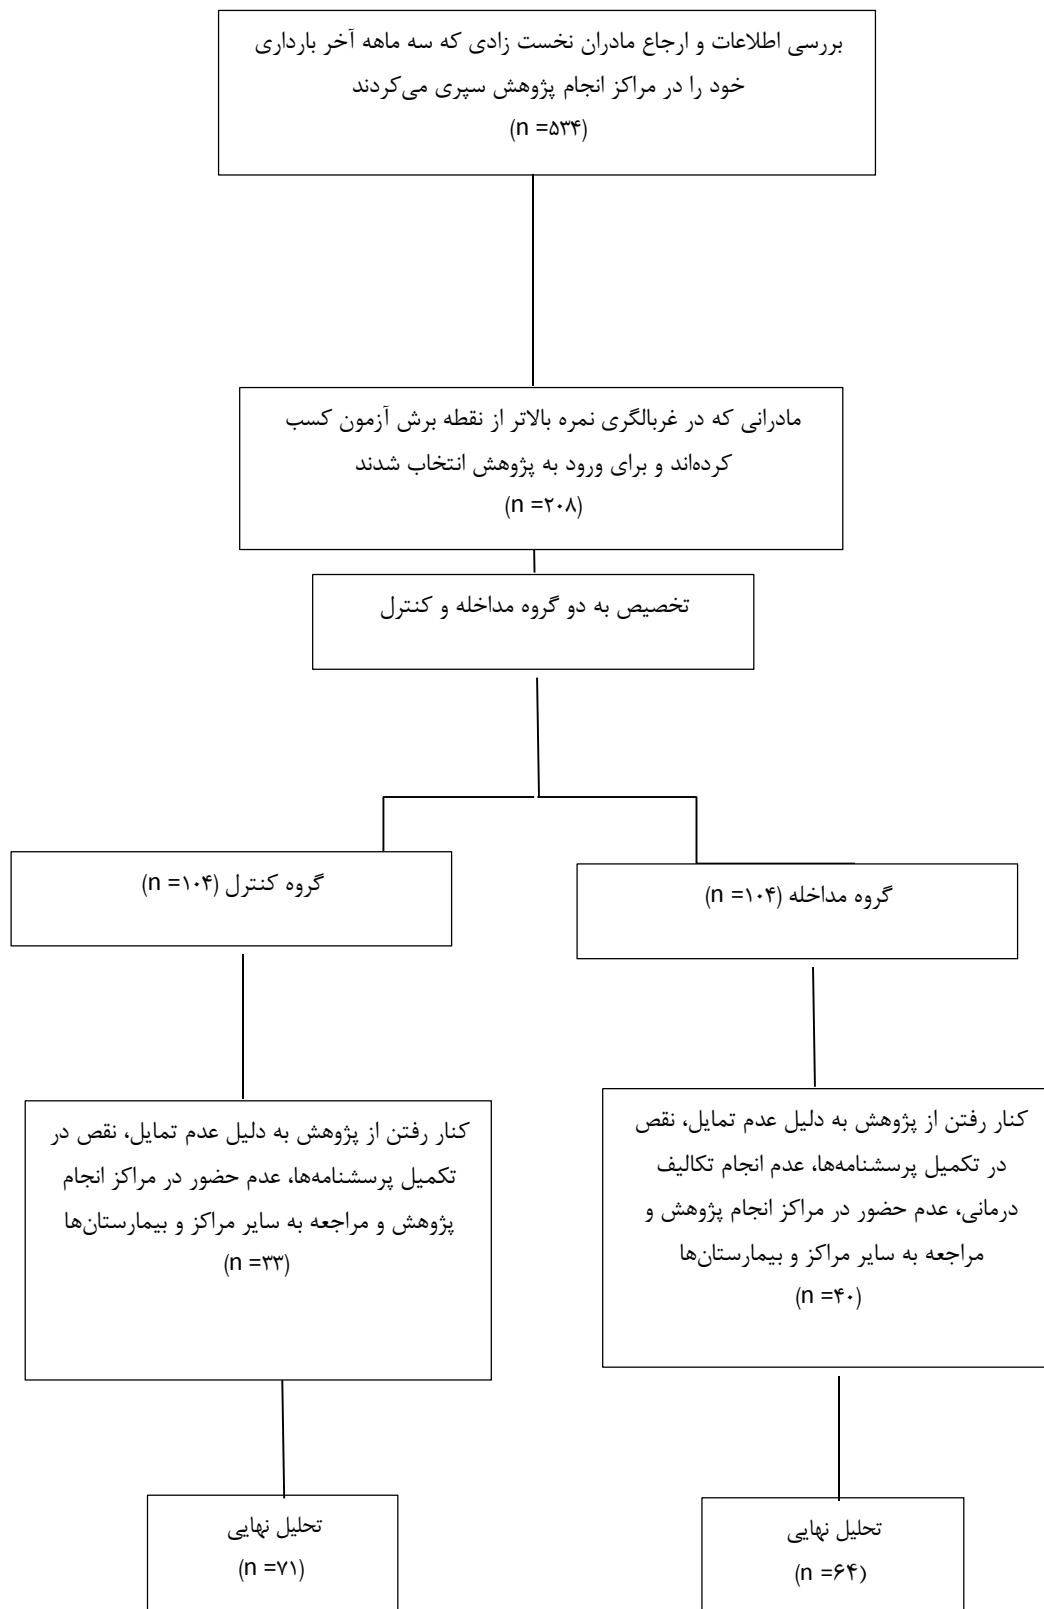 بررسی اطلاعات و ارجاع مادران نخست زادی که سه ماهه آخر بارداری
خود را در مراکز انجام پژوهش سپری می‌کردند
(n =۵۳۴)
مادرانی که در غربالگری نمره بالاتر از نقطه برش آزمون کسب
کرده‌اند و برای ورود به پژوهش انتخاب شدند
(n =۲۰۸)
تخصیص به دو گروه مداخله و کنترل
گروه مداخله (n =۱۰۴)
گروه کنترل (n =۱۰۴)
کنار رفتن از پژوهش به دلیل عدم تمایل، نقص
در تکمیل پرسشنامه‌ها، عدم انجام تکالیف
درمانی، عدم حضور در مراکز انجام پژوهش و
مراجعه به سایر مراکز و بیمارستان‌ها
(n =۴۰)
کنار رفتن از پژوهش به دلیل عدم تمایل، نقص در
تکمیل پرسشنامه‌ها، عدم حضور در مراکز انجام
پژوهش و مراجعه به سایر مراکز و بیمارستان‌ها
(n =۳۳)
تحلیل نهایی
(n =۶۴)
تحلیل نهایی
(n =۷۱)